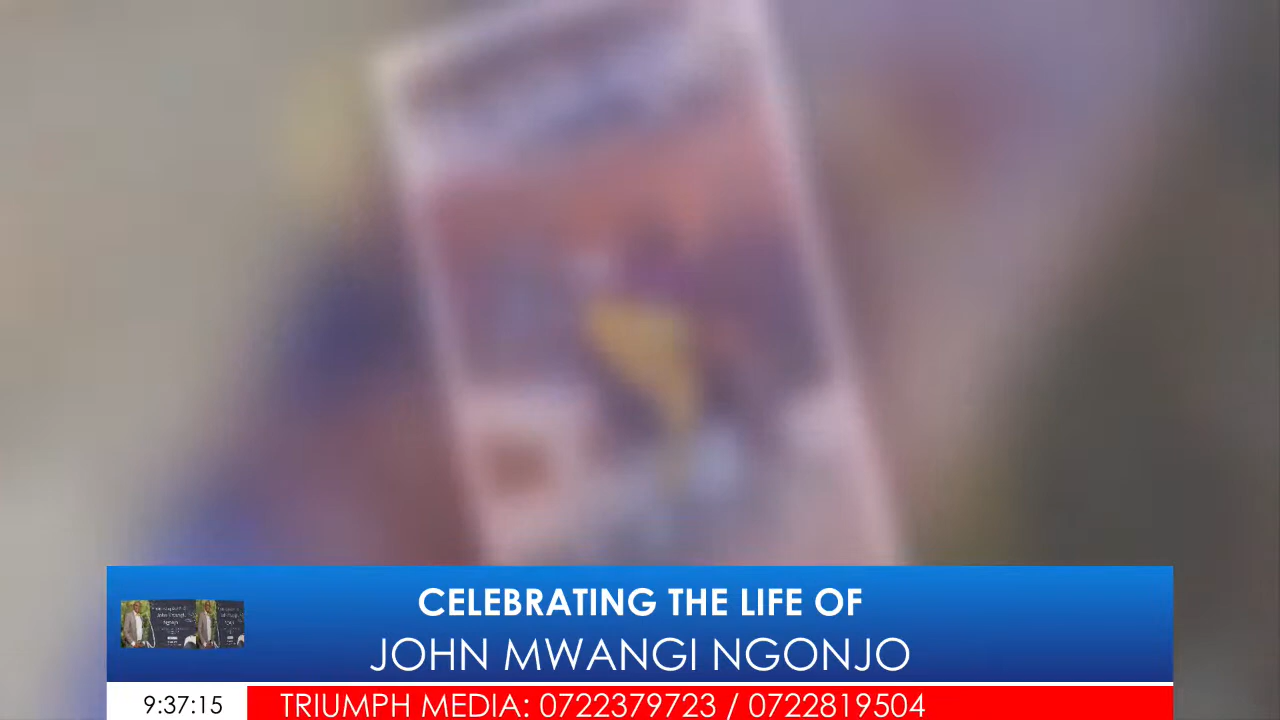 CELEBRATING THE LIFE OF
JOHN MWANGI NGONJO
9:37:15
TRIUMPH MEDIA: 0722379723 / 0722819504